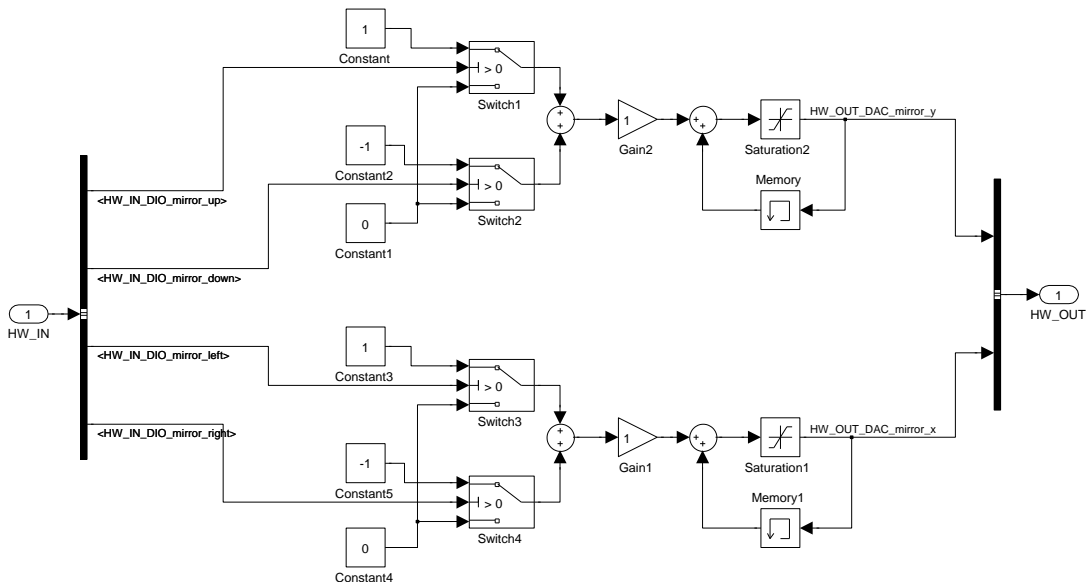 1
Constant
> 0
Switch1
<HW_IN_DIO_mirror_up>
-1
Constant2
> 0
Switch2
0
Constant1
<HW_IN_DIO_mirror_down>
+
+
1
Gain2
+
+
Saturation2
HW_OUT_DAC_mirror_y
Memory
1
HW_IN
1
HW_OUT
<HW_IN_DIO_mirror_left>
1
Constant3
> 0
Switch3
<HW_IN_DIO_mirror_right>
-1
Constant5
> 0
Switch4
0
Constant4
+
+
1
Gain1
+
+
Saturation1
HW_OUT_DAC_mirror_x
Memory1